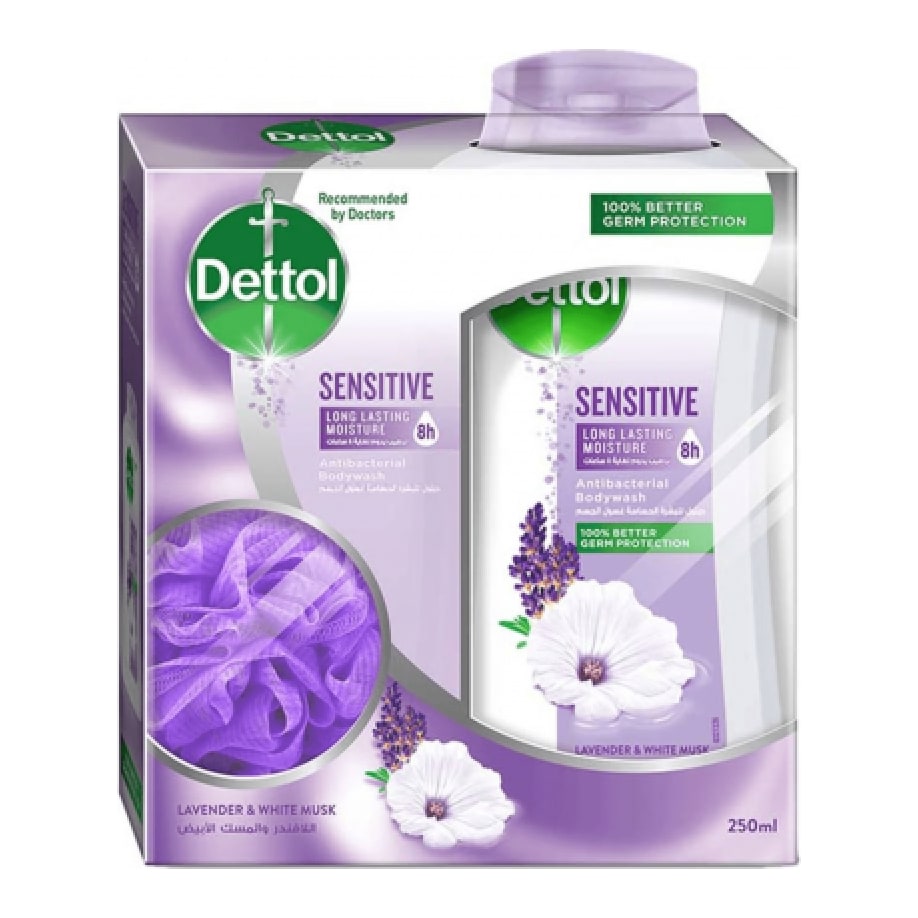 Dettol
Recommended
by Doctors
100% BETTER
GERM PROTECTION
Dettol
SENSITIVE
LONG LASTING
MOISTURE
8h
Antibacterial
Bodywash
ettol
SENSITIVE
LONG LASTING
MOISTURE
8h
Antibacterial
Bodywash
100% BETTER
GERM PROTECTION
LAVENDER & WHITE MUSK
LAVENDER & WHITE MUSK
اللافندر والمسك الأبيض
250ml